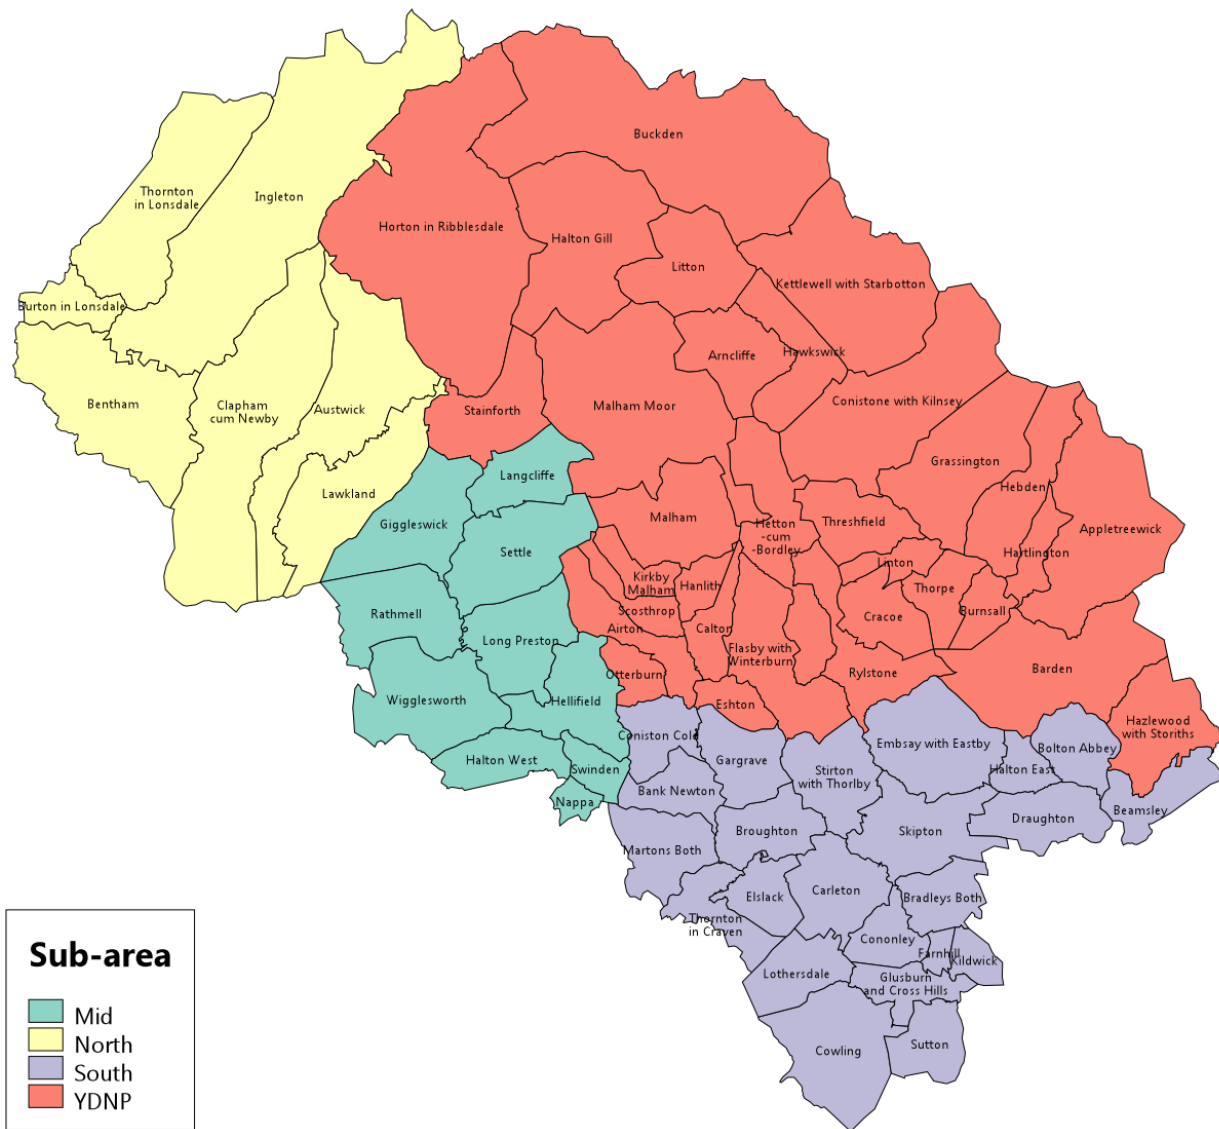 Buckden
Thornton
in Lonsdale
Ingleton
Horton in Ribblesdale
Halton Gill
Litton
Kettlewell with Starbotton
Burton in Lonsdale
Arncliffe
Hawkswick
Bentham
Clapham
cum Newby
Austwick
Stainforth
Malham Moor
Conistone with Kilnsey
Grassington
Langcliffe
Hebden
Lawkland
Giggleswick
Malham
Hetton
-cum
-Bordley
Threshfield
Appletreewick
Settle
Hartlington
Linton
Kirkby
Malham
Hanlith
Thorpe
Rathmell
Scosthrop
Burnsall
Cracoe
Airton
Calton
Long Preston
Flasby with
Winterburn
Barden
Otterburn
Rylstone
Wigglesworth
Hellifield
Eshton
Hazlewood
with Storiths
Coniston Cold
Embsay with Eastby
Bolton Abbey
Halton West
Gargrave
Swinden
Stirton
with Thorlby
Halton East
Bank Newton
Nappa
Beamsley
Draughton
Broughton
Skipton
Martons Both
Carleton
Elslack
Bradleys Both
Thornton
in Craven
Cononley
Farnhill
Kildwick
Lothersdale
Glusburn
and Cross Hills
Cowling
Sutton
Sub-area
Mid
North
South
YDNP